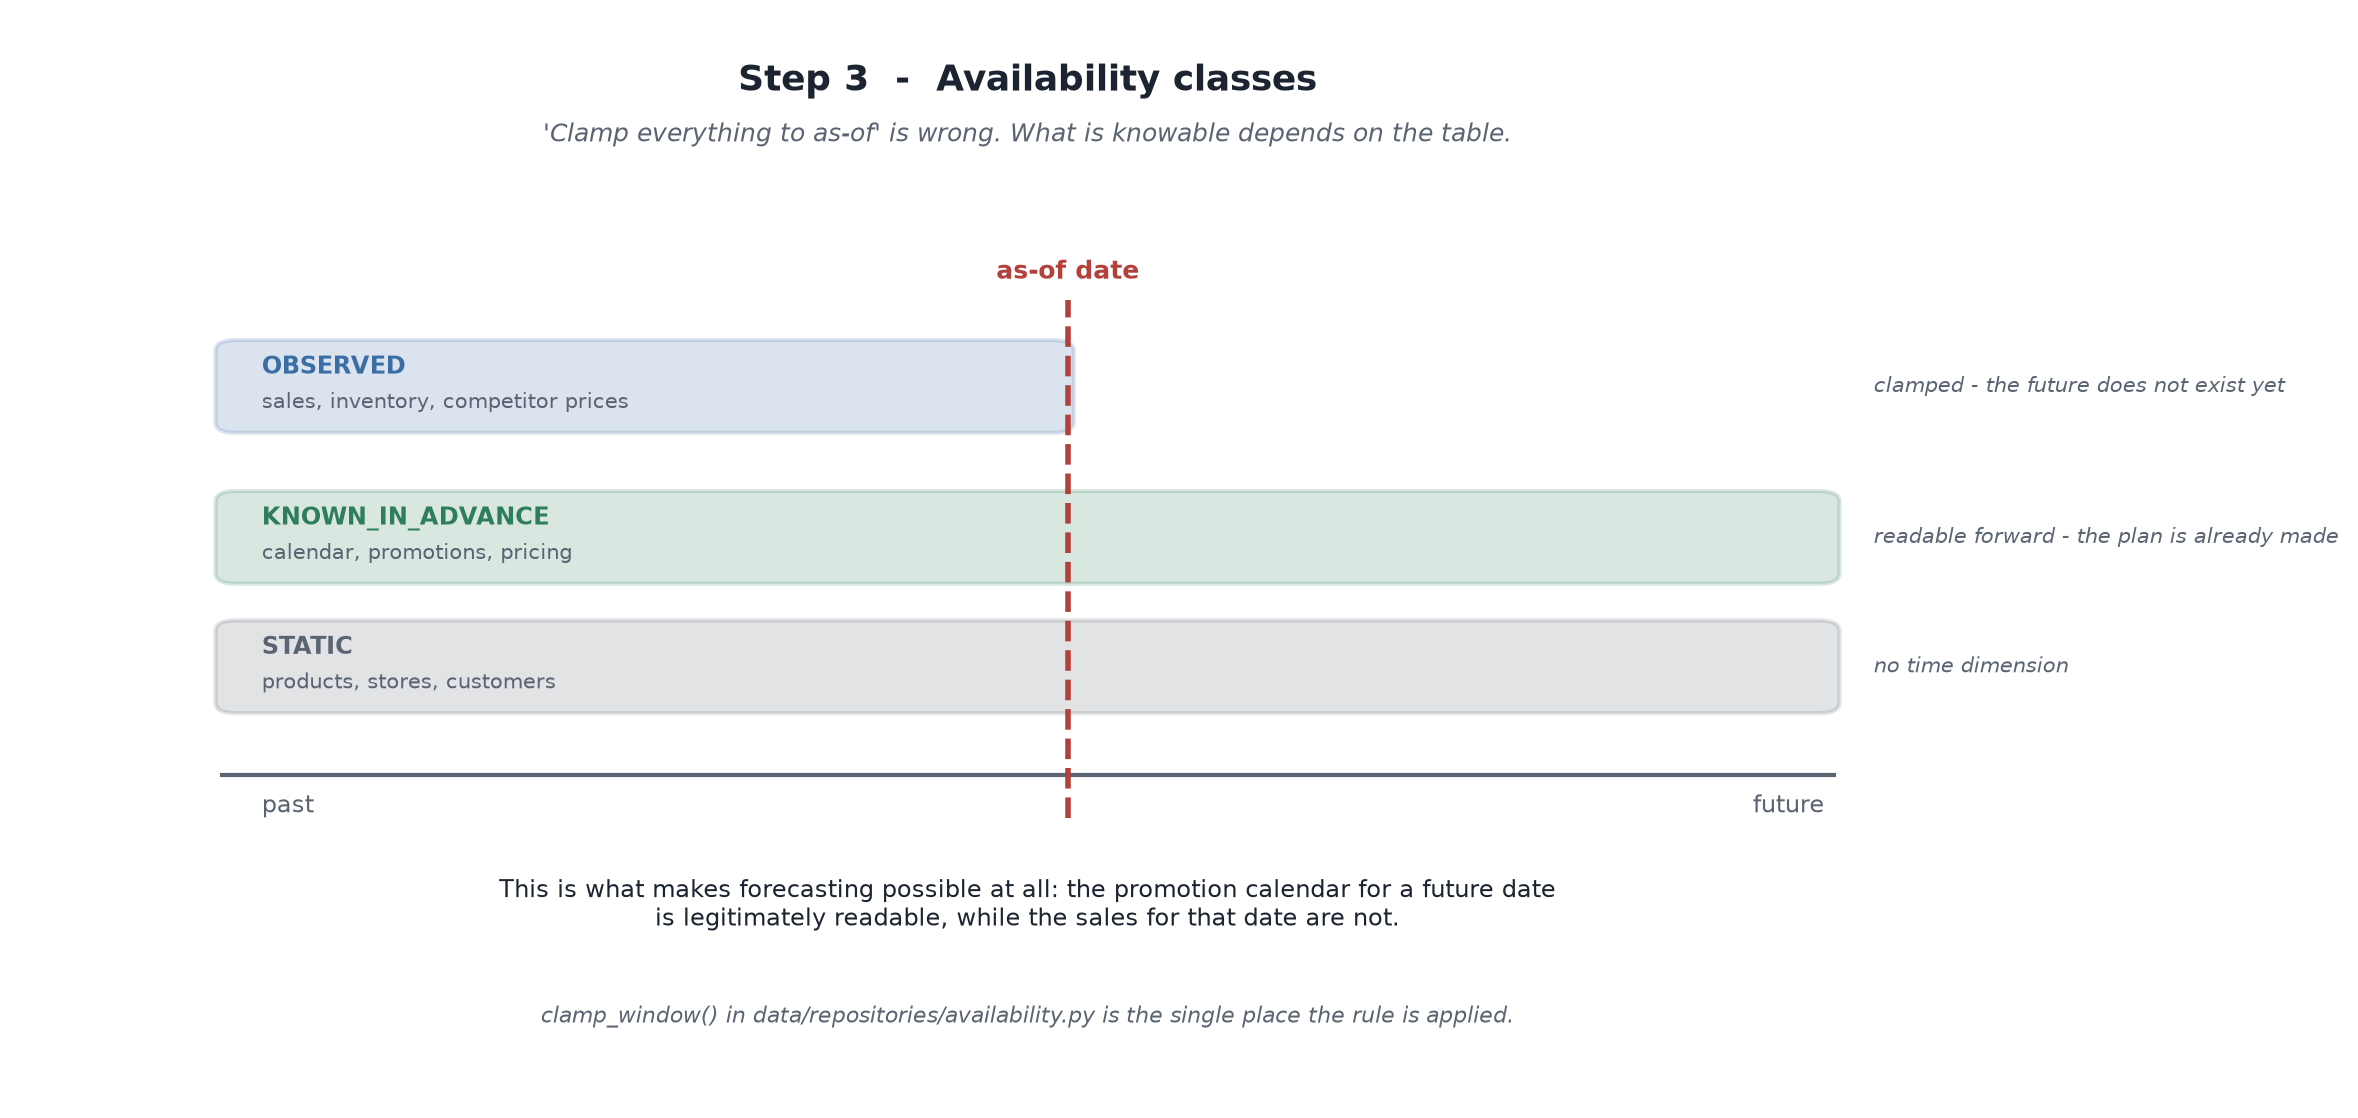 Step 3  -  Availability classes
'Clamp everything to as-of' is wrong. What is knowable depends on the table.
as-of date
OBSERVED
sales, inventory, competitor prices
clamped - the future does not exist yet
KNOWN_IN_ADVANCE
calendar, promotions, pricing
readable forward - the plan is already made
STATIC
products, stores, customers
no time dimension
past
future
This is what makes forecasting possible at all: the promotion calendar for a future date
is legitimately readable, while the sales for that date are not.
clamp_window() in data/repositories/availability.py is the single place the rule is applied.